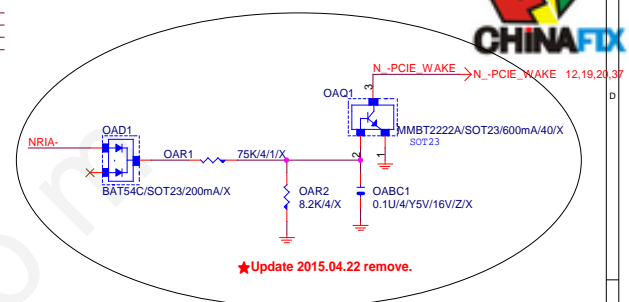 CHINAFIX
N_-PCIE_WAKE
N_-PCIE_WAKE 12,19,20,37
OAQ1
3
D
MMBT2222A/SOT23/600mA/40/X
SOT23
2
1
OAD1
NRIA-
OAR1
75K/4/1/X
BAT54C/SOT23/200mA/X
OAR2
8.2K/4/X
OABC1
0.1U/4/Y5V/16V/Z/X
★Update 2015.04.22 remove.
om